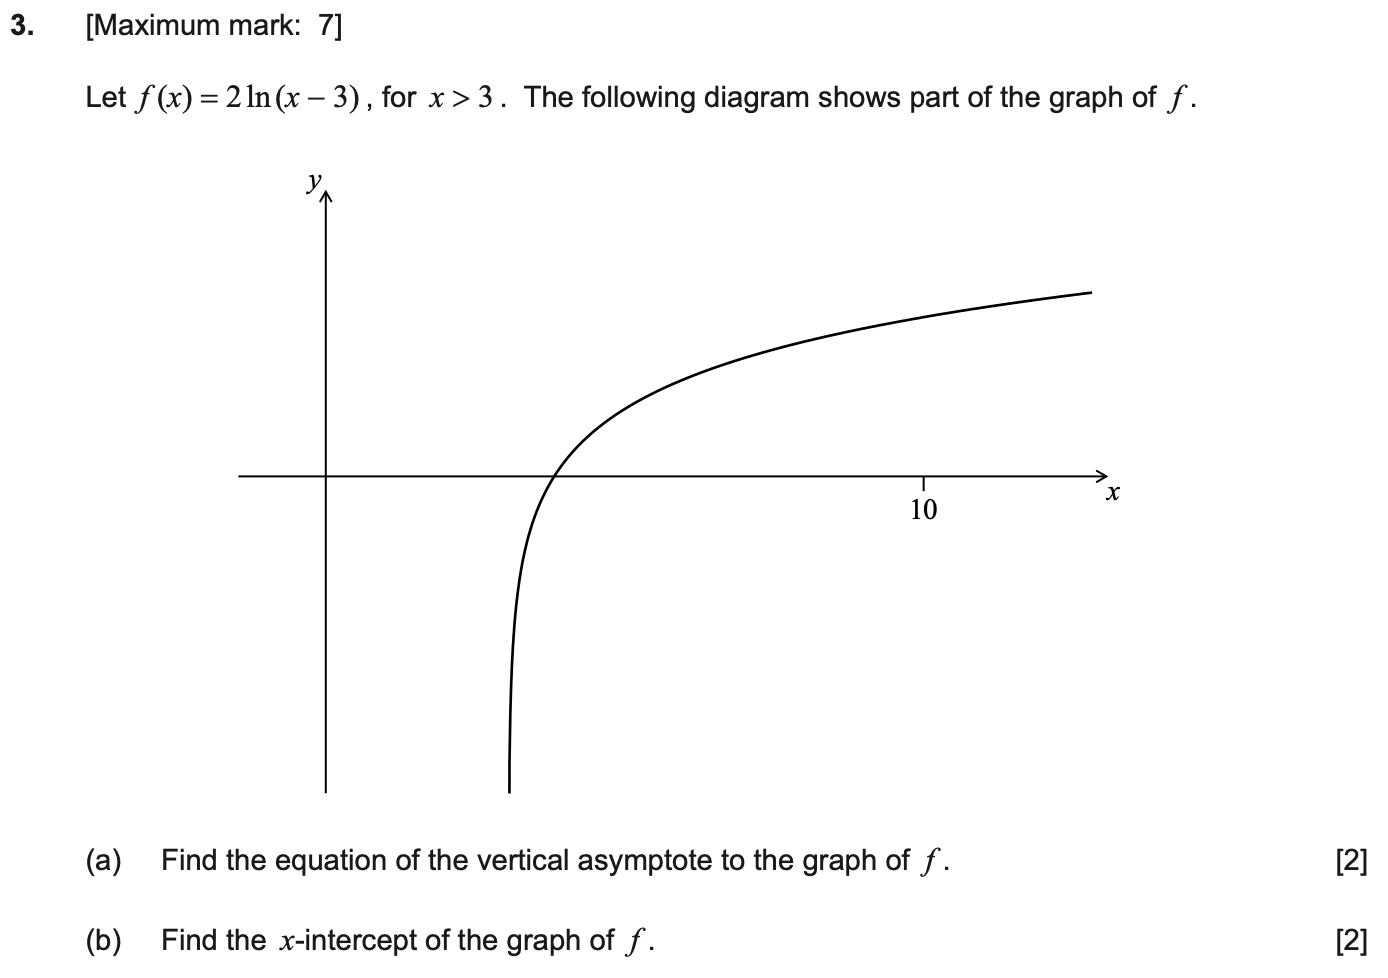 3. [Maximum mark: 7]
Let f(x) = 2 ln(x − 3), for x > 3. The following diagram shows part of the graph of f.
y
x
10
(a) Find the equation of the vertical asymptote to the graph of f. [2]
(b) Find the x-intercept of the graph of f. [2]